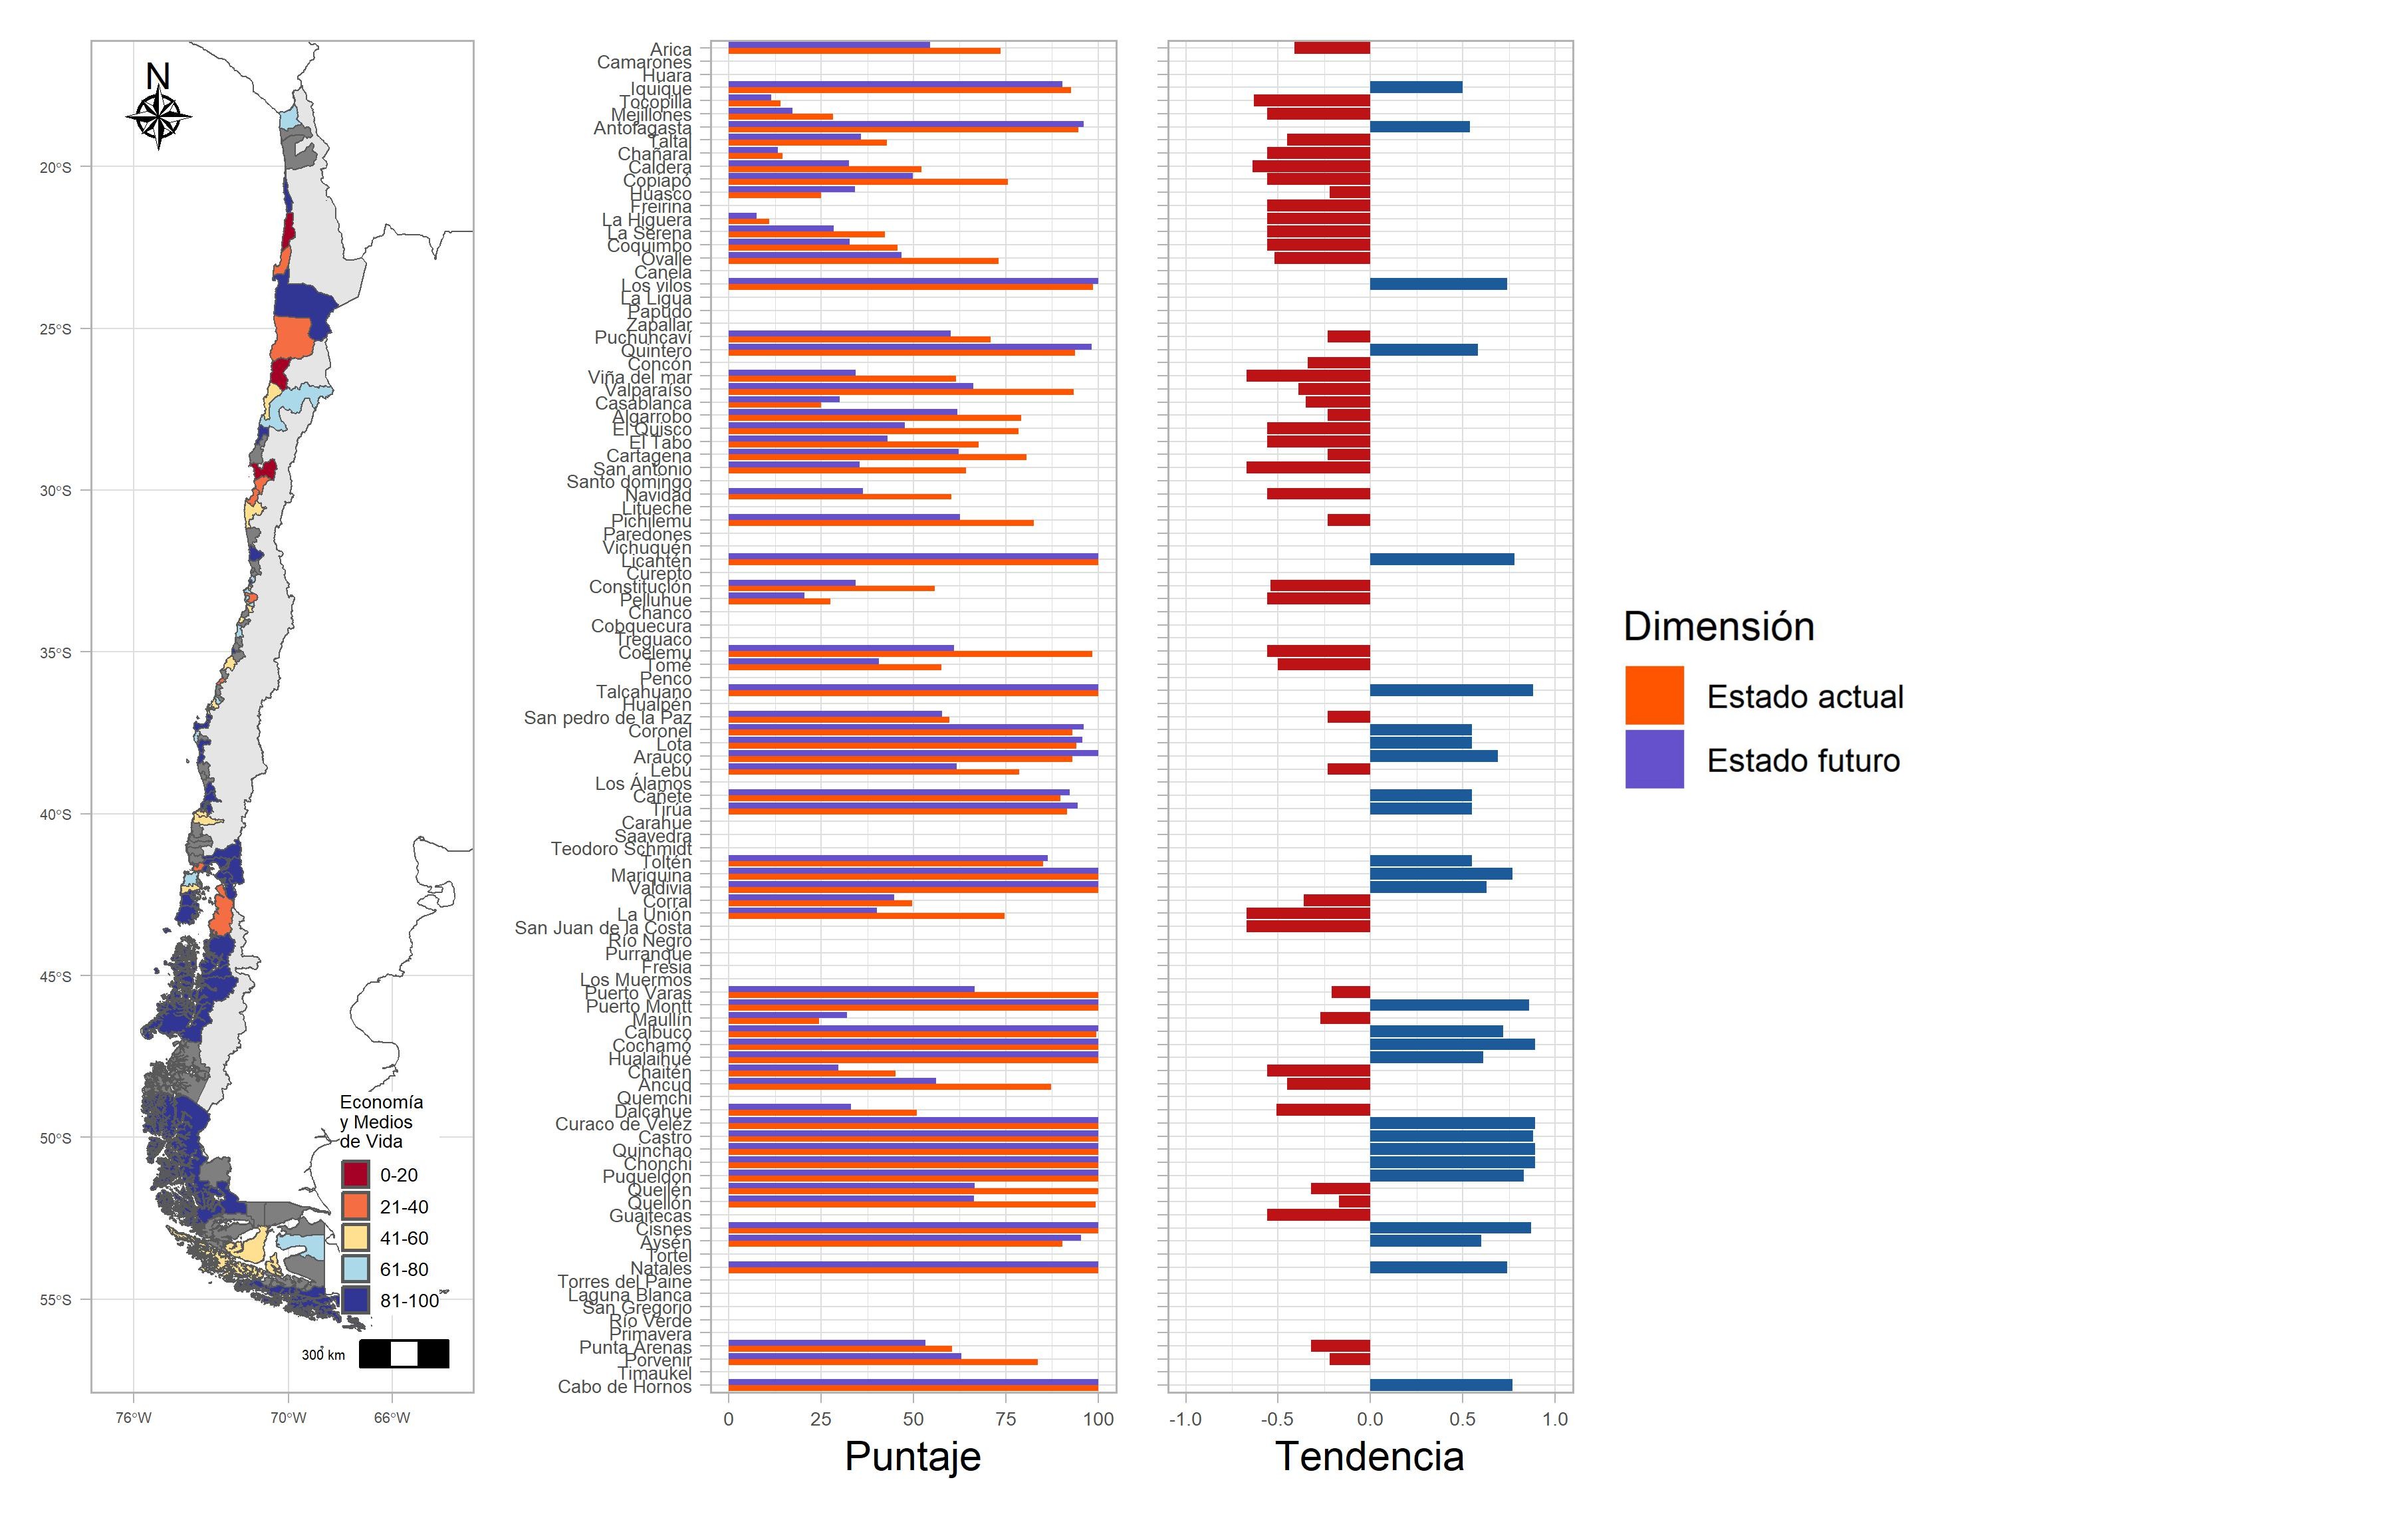 N
20°S
25°S
30°S
35°S
40°S
45°S
50°S
55°S
76°W
70°W
66°W
Economía
y Medios
de Vida
0-20
21-40
41-60
61-80
81-100
300 km
Arica
Camarones
Huara
Iquique
Tocopilla
Mejillones
Antofagasta
Taltal
Chañaral
Caldera
Copiapó
Huasco
Freirina
La Higuera
La Serena
Coquimbo
Ovalle
Canela
Los vilos
La Ligua
Papudo
Zapallar
Puchuncaví
Quintero
Concón
Viña del mar
Valparaíso
Casablanca
Algarrobo
El Quisco
El Tabo
Cartagena
San antonio
Santo domingo
Navidad
Litueche
Pichilemu
Paredones
Vichuquén
Licantén
Curepto
Constitución
Pelluhue
Chanco
Cobquecura
Treguaco
Coelemu
Tomé
Penco
Talcahuano
Hualpén
San pedro de la Paz
Coronel
Lota
Arauco
Lebu
Los Álamos
Cañete
Tirúa
Carahue
Saavedra
Teodoro Schmidt
Toltén
Mariquina
Valdivia
Corral
La Unión
San Juan de la Costa
Río Negro
Purranque
Fresia
Los Muermos
Puerto Varas
Puerto Montt
Maullín
Calbuco
Cochamó
Hualaihué
Chaitén
Ancud
Quemchi
Dalcahue
Curaco de Veléz
Castro
Quinchao
Chonchi
Puqueldón
Queilén
Quellón
Guaitecas
Cisnes
Aysén
Tortel
Natales
Torres del Paine
Laguna Blanca
San Gregorio
Río Verde
Primavera
Punta Arenas
Porvenir
Timaukel
Cabo de Hornos
0 25 50 75 100
Puntaje
-1.0 -0.5 0.0 0.5 1.0
Tendencia
Dimensión
Estado actual
Estado futuro